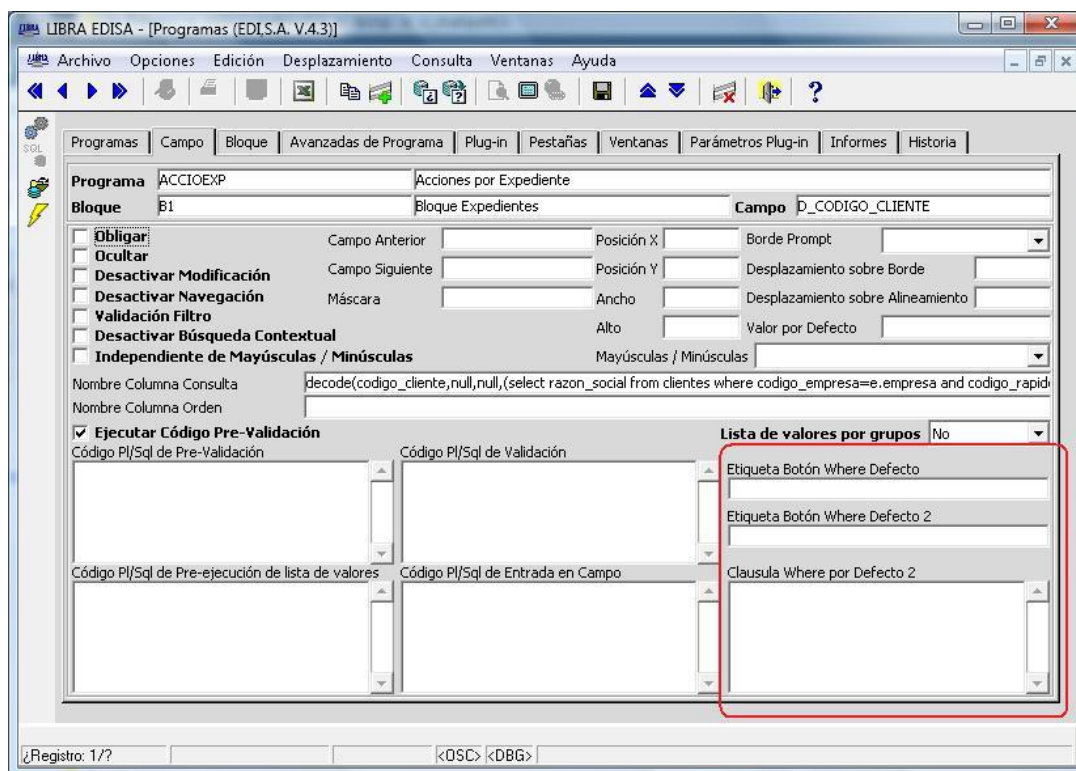 LIBRA EDISA - [Programas (EDI,S.A. V.4.3)]
Archivo Opciones Edición Desplazamiento Consulta Ventanas Ayuda
SQL
Programas Campo Bloque Avanzadas de Programa Plug-in Pestañas Ventanas Parámetros Plug-in Informes Historia
Programa ACCIOEXP Acciones por Expediente
Bloque B1 Bloque Expedientes Campo D_CODIGO_CLIENTE
Obligar Campo Anterior Posición X Borde Prompt
Ocultar
Desactivar Modificación Campo Siguiente Posición Y Desplazamiento sobre Borde
Desactivar Navegación Máscara Ancho Desplazamiento sobre Alineamiento
Validación Filtro
Desactivar Búsqueda Contextual Alto Valor por Defecto
Independiente de Mayúsculas / Minúsculas Mayúsculas / Minúsculas
Nombre Columna Consulta decode(codigo_cliente,null,null,(select razon_social from clientes where codigo_empresa=e.empresa and codigo_rapid
Nombre Columna Orden
Ejecutar Código Pre-Validación Lista de valores por grupos No
Código Pl/Sql de Pre-Validación Código Pl/Sql de Validación Etiqueta Botón Where Defecto
Etiqueta Botón Where Defecto 2
Código Pl/Sql de Pre-ejecución de lista de valores Código Pl/Sql de Entrada en Campo Clausula Where por Defecto 2
¿Registro: 1/? <OSC> <DBG>